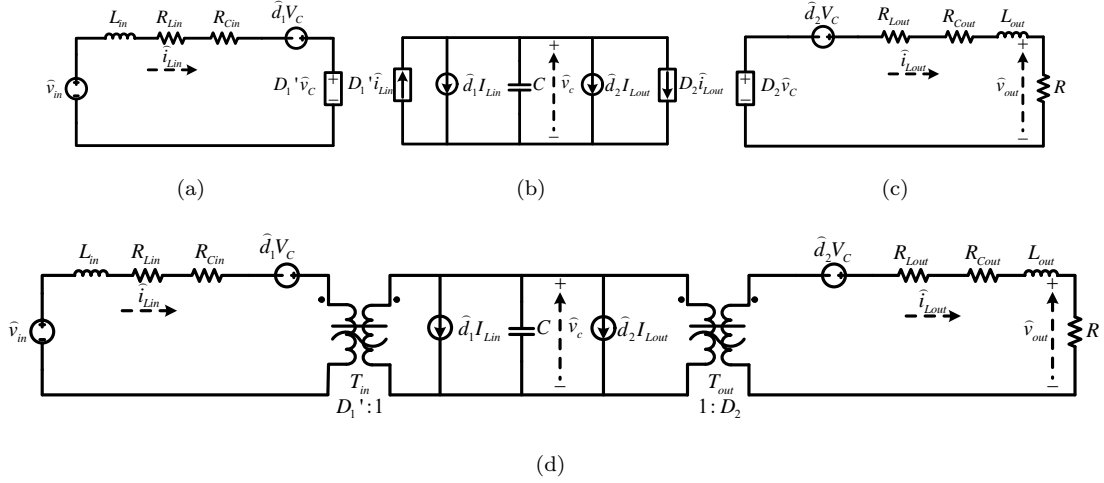 L_in R_Lin R_Cin d̂_1V_C
î_Lin
v̂_in
D_1'v̂_C
+
−
(a)
D_1'î_Lin d̂_1I_Lin C + v̂_c − d̂_2I_Lout D_2î_Lout
(b)
d̂_2V_C R_Lout R_Cout L_out
î_Lout
D_2v̂_C
+
−
+ v̂_out − R
(c)
L_in R_Lin R_Cin d̂_1V_C
î_Lin
v̂_in
T_in
D_1':1
d̂_1I_Lin C + v̂_c − d̂_2I_Lout
T_out
1:D_2
d̂_2V_C R_Lout R_Cout L_out
î_Lout
+ v̂_out − R
(d)